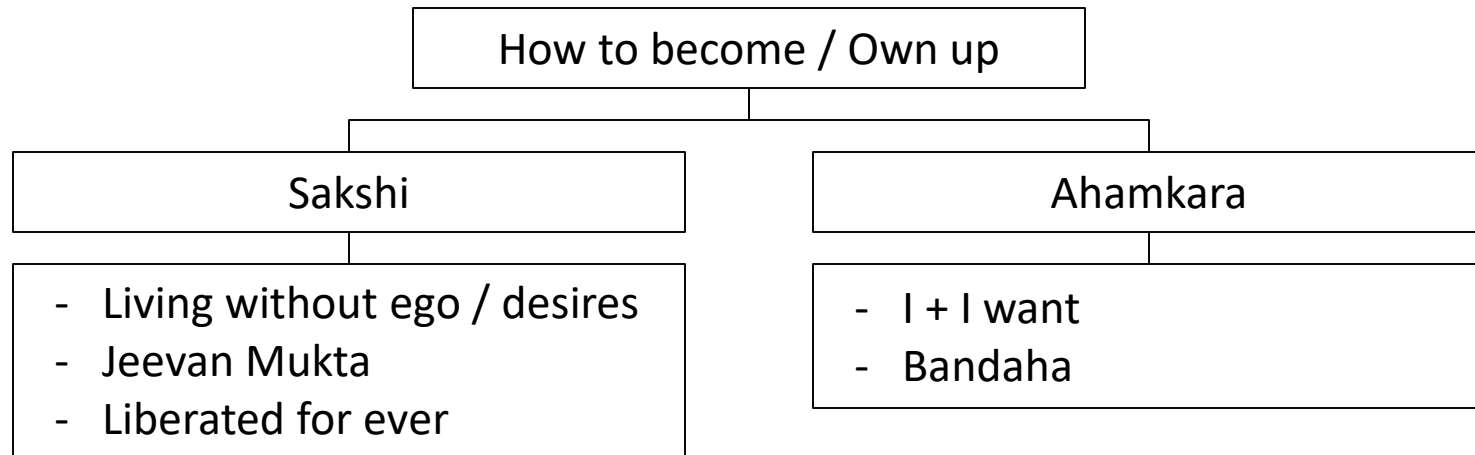 How to become / Own up
Sakshi
Ahamkara
- Living without ego / desires
- Jeevan Mukta
- Liberated for ever
- I + I want
- Bandaha